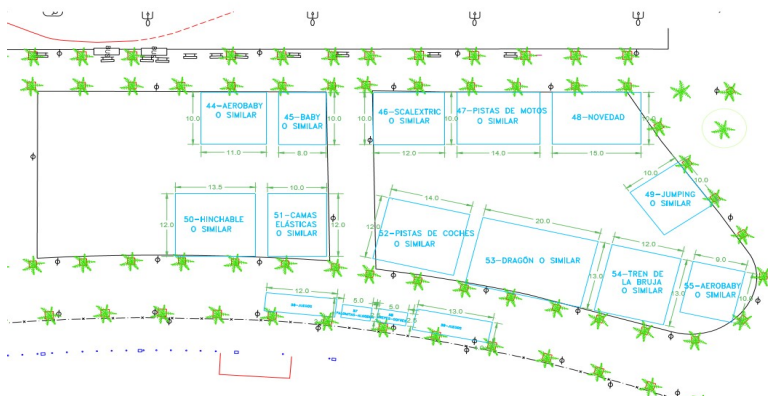 BUS
BUS
44-AEROBABY
O SIMILAR
10.0
11.0
45-BABY
O SIMILAR
10.0
8.0
46-SCALEXTRIC
O SIMILAR
10.0
10.0
12.0
47-PISTAS DE MOTOS
O SIMILAR
14.0
48-NOVEDAD
10.0
15.0
10.0
10.0
49-JUMPING
O SIMILAR
13.5
50-HINCHABLE
O SIMILAR
12.0
10.0
51-CAMAS
ELÁSTICAS
O SIMILAR
12.0
14.0
12.0
52-PISTAS DE COCHES
O SIMILAR
20.0
53-DRAGÓN O SIMILAR
13.0
12.0
54-TREN DE
LA BRUJA
O SIMILAR
13.0
9.0
55-AEROBABY
O SIMILAR
10.0
12.0
13.0